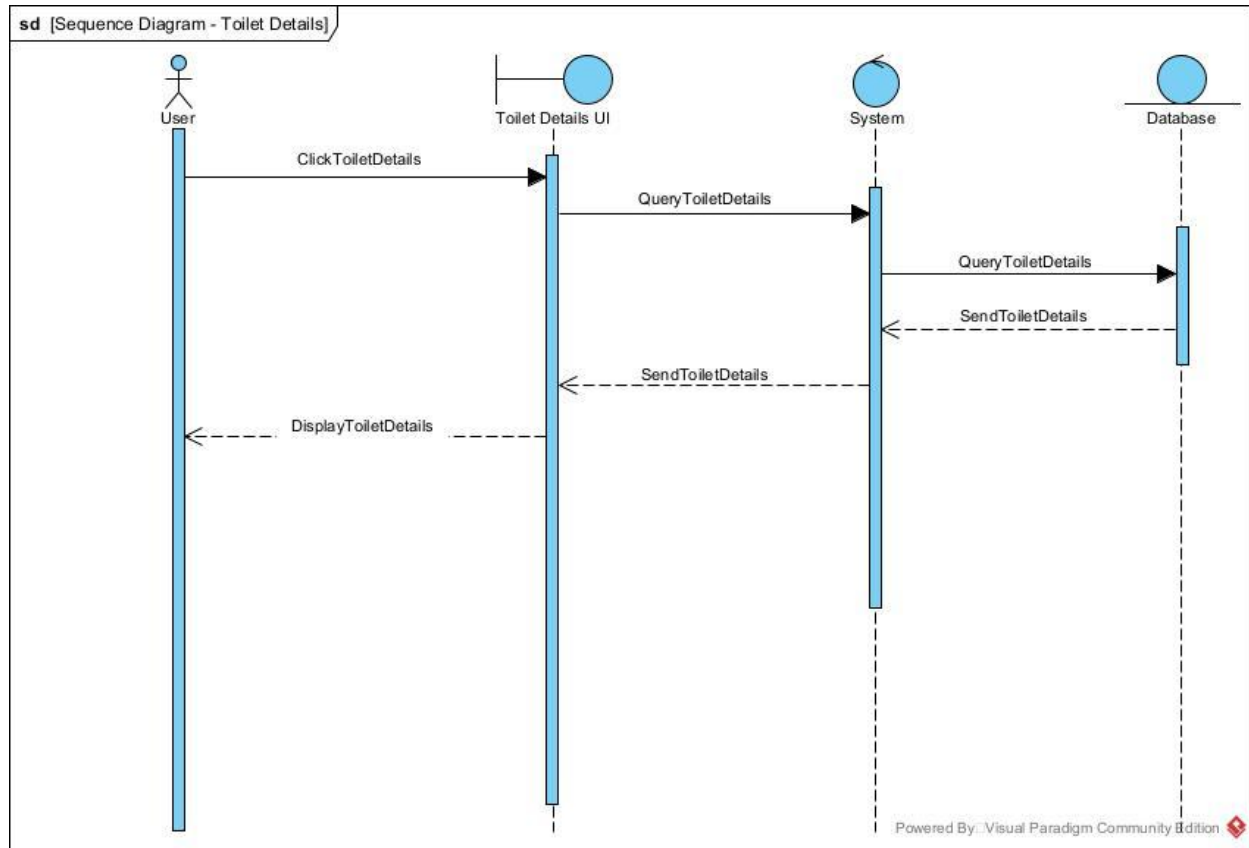 sd [Sequence Diagram - Toilet Details]
User
Toilet Details UI
System
Database
ClickToiletDetails
QueryToiletDetails
QueryToiletDetails
SendToiletDetails
SendToiletDetails
DisplayToiletDetails
Powered By Visual Paradigm Community Edition